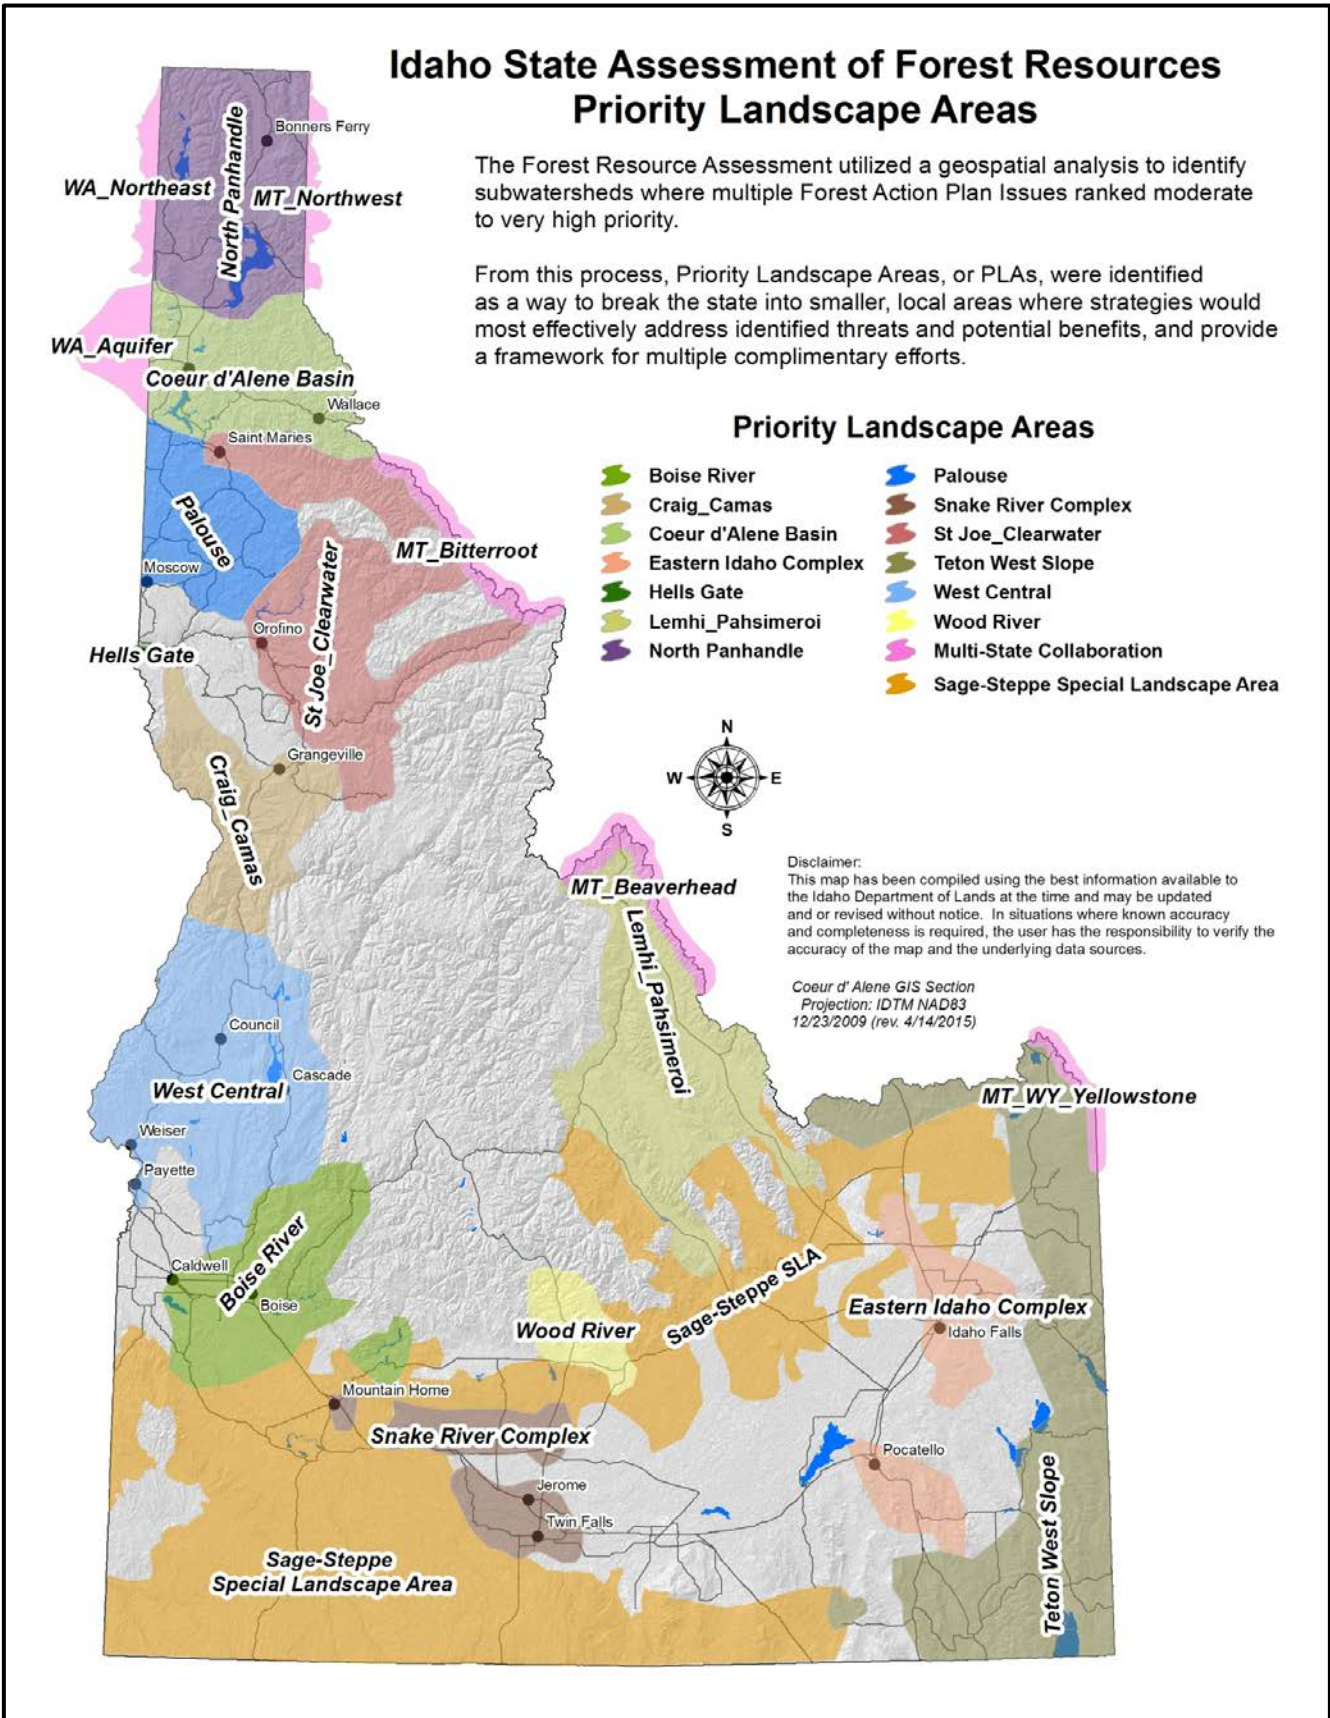 Idaho State Assessment of Forest Resources
Priority Landscape Areas
The Forest Resource Assessment utilized a geospatial analysis to identify
subwatersheds where multiple Forest Action Plan Issues ranked moderate
to very high priority.
From this process, Priority Landscape Areas, or PLAs, were identified
as a way to break the state into smaller, local areas where strategies would
most effectively address identified threats and potential benefits, and provide
a framework for multiple complimentary efforts.
Priority Landscape Areas
Boise River
Craig_Camas
Coeur d'Alene Basin
Eastern Idaho Complex
Hells Gate
Lemhi_Pahsimeroi
North Panhandle
Palouse
Snake River Complex
St Joe_Clearwater
Teton West Slope
West Central
Wood River
Multi-State Collaboration
Sage-Steppe Special Landscape Area
N
W
E
S
Disclaimer:
This map has been compiled using the best information available to
the Idaho Department of Lands at the time and may be updated
and or revised without notice. In situations where known accuracy
and completeness is required, the user has the responsibility to verify the
accuracy of the map and the underlying data sources.
Coeur d' Alene GIS Section
Projection: IDTM NAD83
12/23/2009 (rev. 4/14/2015)
Bonners Ferry
WA_Northeast
North Panhandle
MT_Northwest
WA_Aquifer
Coeur d'Alene Basin
Wallace
Saint Maries
Palouse
MT_Bitterroot
Moscow
St Joe_Clearwater
Orofino
Hells Gate
Grangeville
Craig_Camas
MT_Beaverhead
Lemhi_Pahsimeroi
Council
Cascade
West Central
MT_WY_Yellowstone
Weiser
Payette
Boise River
Caldwell
Boise
Wood River
Sage-Steppe SLA
Eastern Idaho Complex
Idaho Falls
Mountain Home
Snake River Complex
Pocatello
Jerome
Twin Falls
Teton West Slope
Sage-Steppe
Special Landscape Area